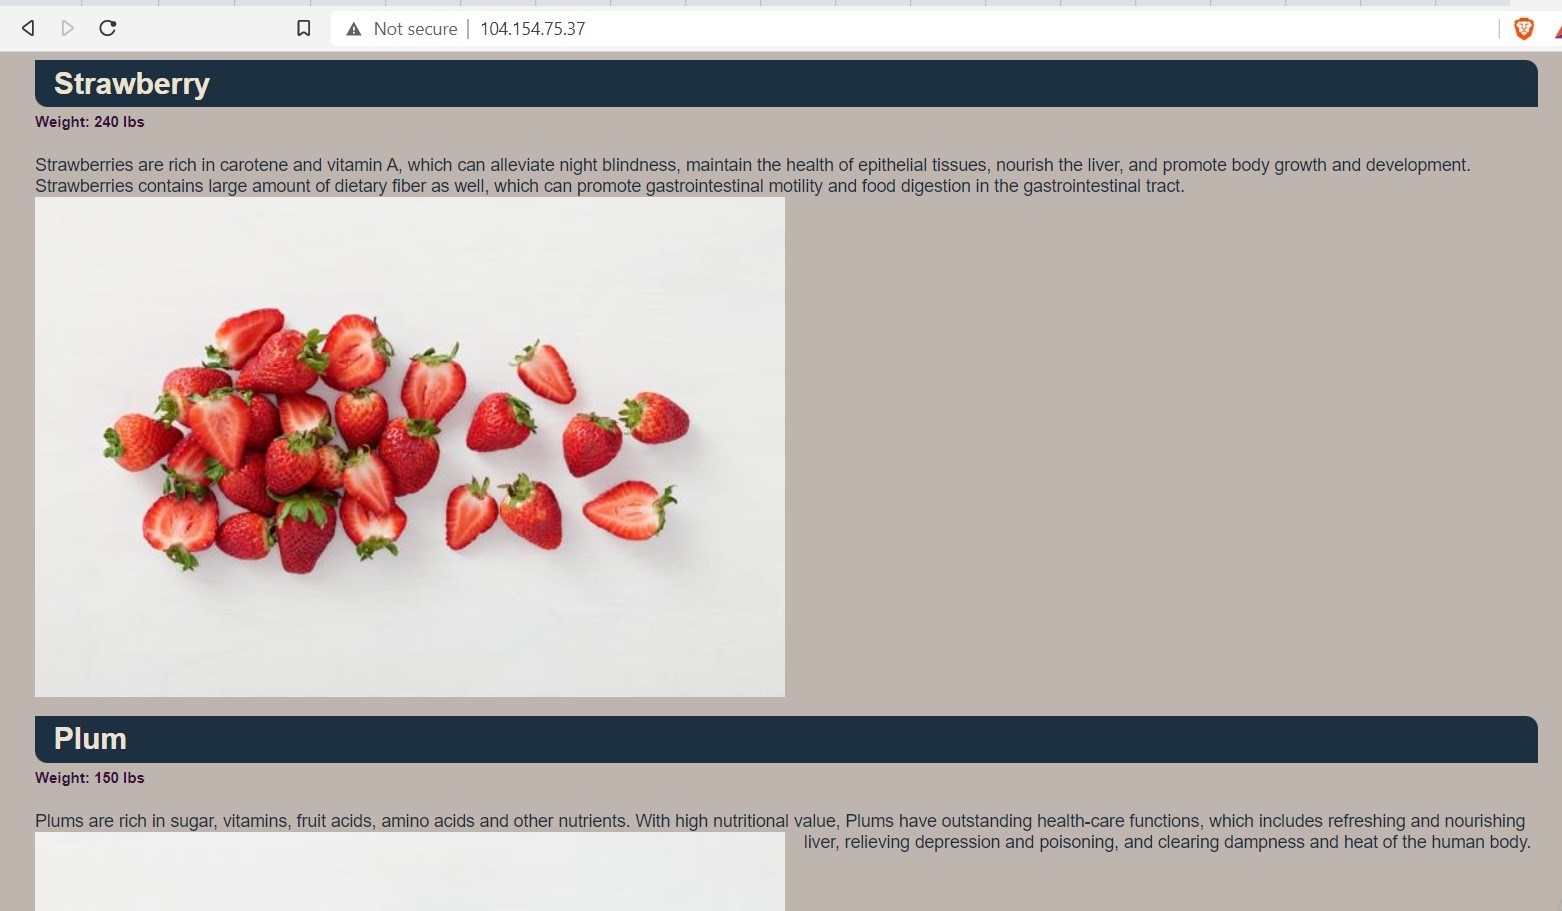 Not secure | 104.154.75.37
Strawberry
Weight: 240 lbs
Strawberries are rich in carotene and vitamin A, which can alleviate night blindness, maintain the health of epithelial tissues, nourish the liver, and promote body growth and development.
Strawberries contains large amount of dietary fiber as well, which can promote gastrointestinal motility and food digestion in the gastrointestinal tract.
Plum
Weight: 150 lbs
Plums are rich in sugar, vitamins, fruit acids, amino acids and other nutrients. With high nutritional value, Plums have outstanding health-care functions, which includes refreshing and nourishing
liver, relieving depression and poisoning, and clearing dampness and heat of the human body.